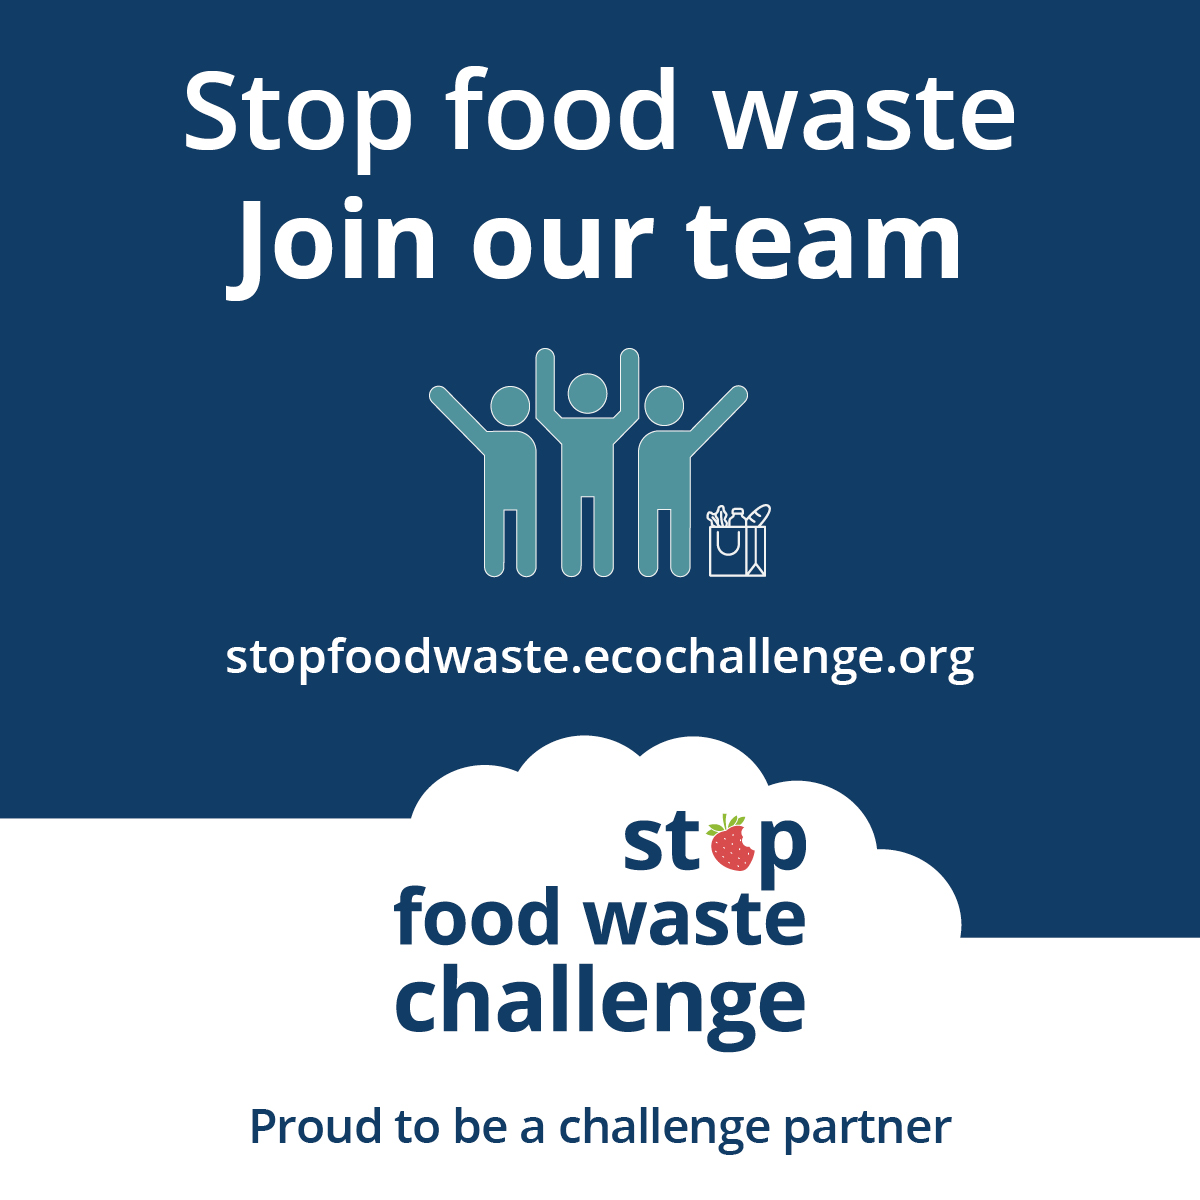 Stop food waste
Join our team
stopfoodwaste.ecochallenge.org
stop
food waste
challenge
Proud to be a challenge partner